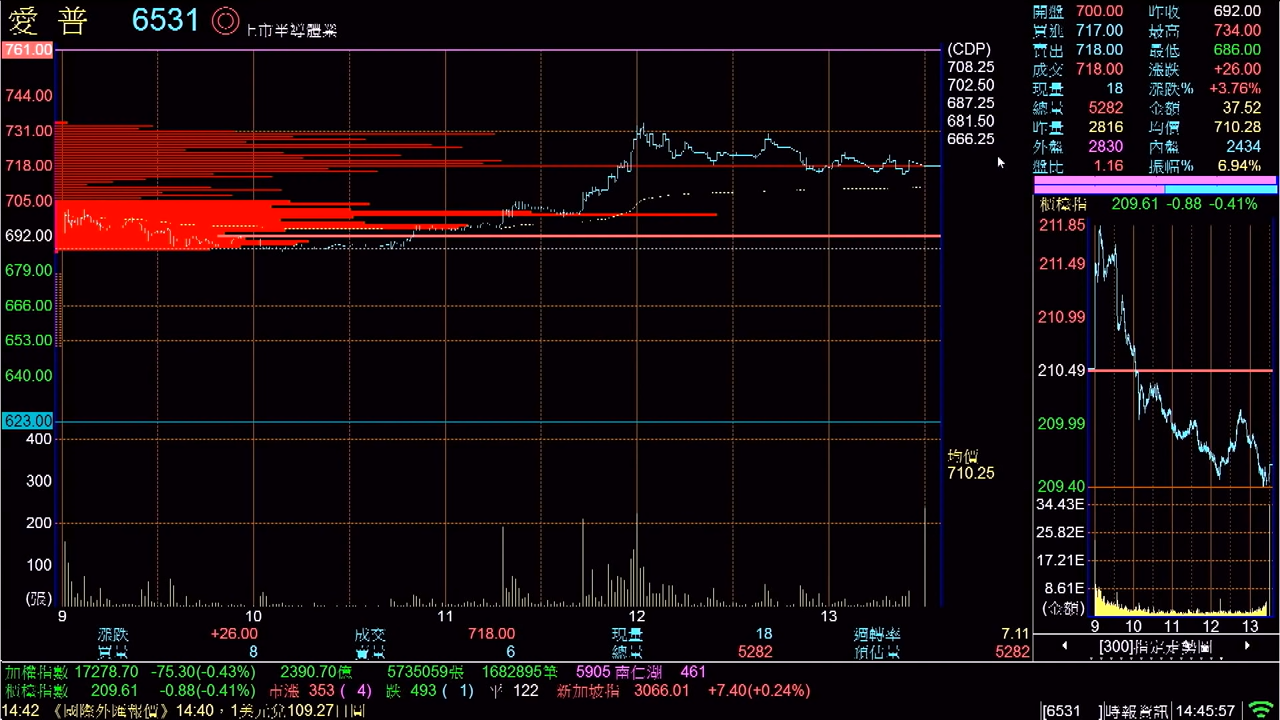 愛普 6531 上市半導體業
761.00
744.00
731.00
718.00
705.00
692.00
679.00
666.00
653.00
640.00
623.00
400
300
200
100
(張)
9 10 11 12 13
(CDP)
708.25
702.50
687.25
681.50
666.25
均價
710.25
開盤 700.00 昨收 692.00
買進 717.00 最高 734.00
賣出 718.00 最低 686.00
成交 718.00 漲跌 +26.00
現量 18 漲跌% +3.76%
總量 5282 金額 37.52
昨量 2816 均價 710.28
外盤 2830 內盤 2434
盤比 1.16 振幅% 6.94%
櫃檯指 209.61 -0.88 -0.41%
211.85
211.49
210.99
210.49
209.99
209.40
34.43E
25.82E
17.21E
8.61E
(金額)
9 10 11 12 13
[300]指定走勢圖
漲跌 +26.00 成交 718.00 現量 18 週轉率 7.11
買量 8 賣量 6 總量 5282 預估量 5282
加權指數 17278.70 -75.30(-0.43%) 2390.70億 5735059張 1682895筆 5905 南仁湖 461
櫃檯指數 209.61 -0.88(-0.41%) 市漲 353 ( 4) 跌 493 ( 1) 平 122 新加坡指 3066.01 +7.40(+0.24%)
14:42 《國際外匯報價》14:40，1美元兌109.27日圓
[6531 ]時報資訊 14:45:57